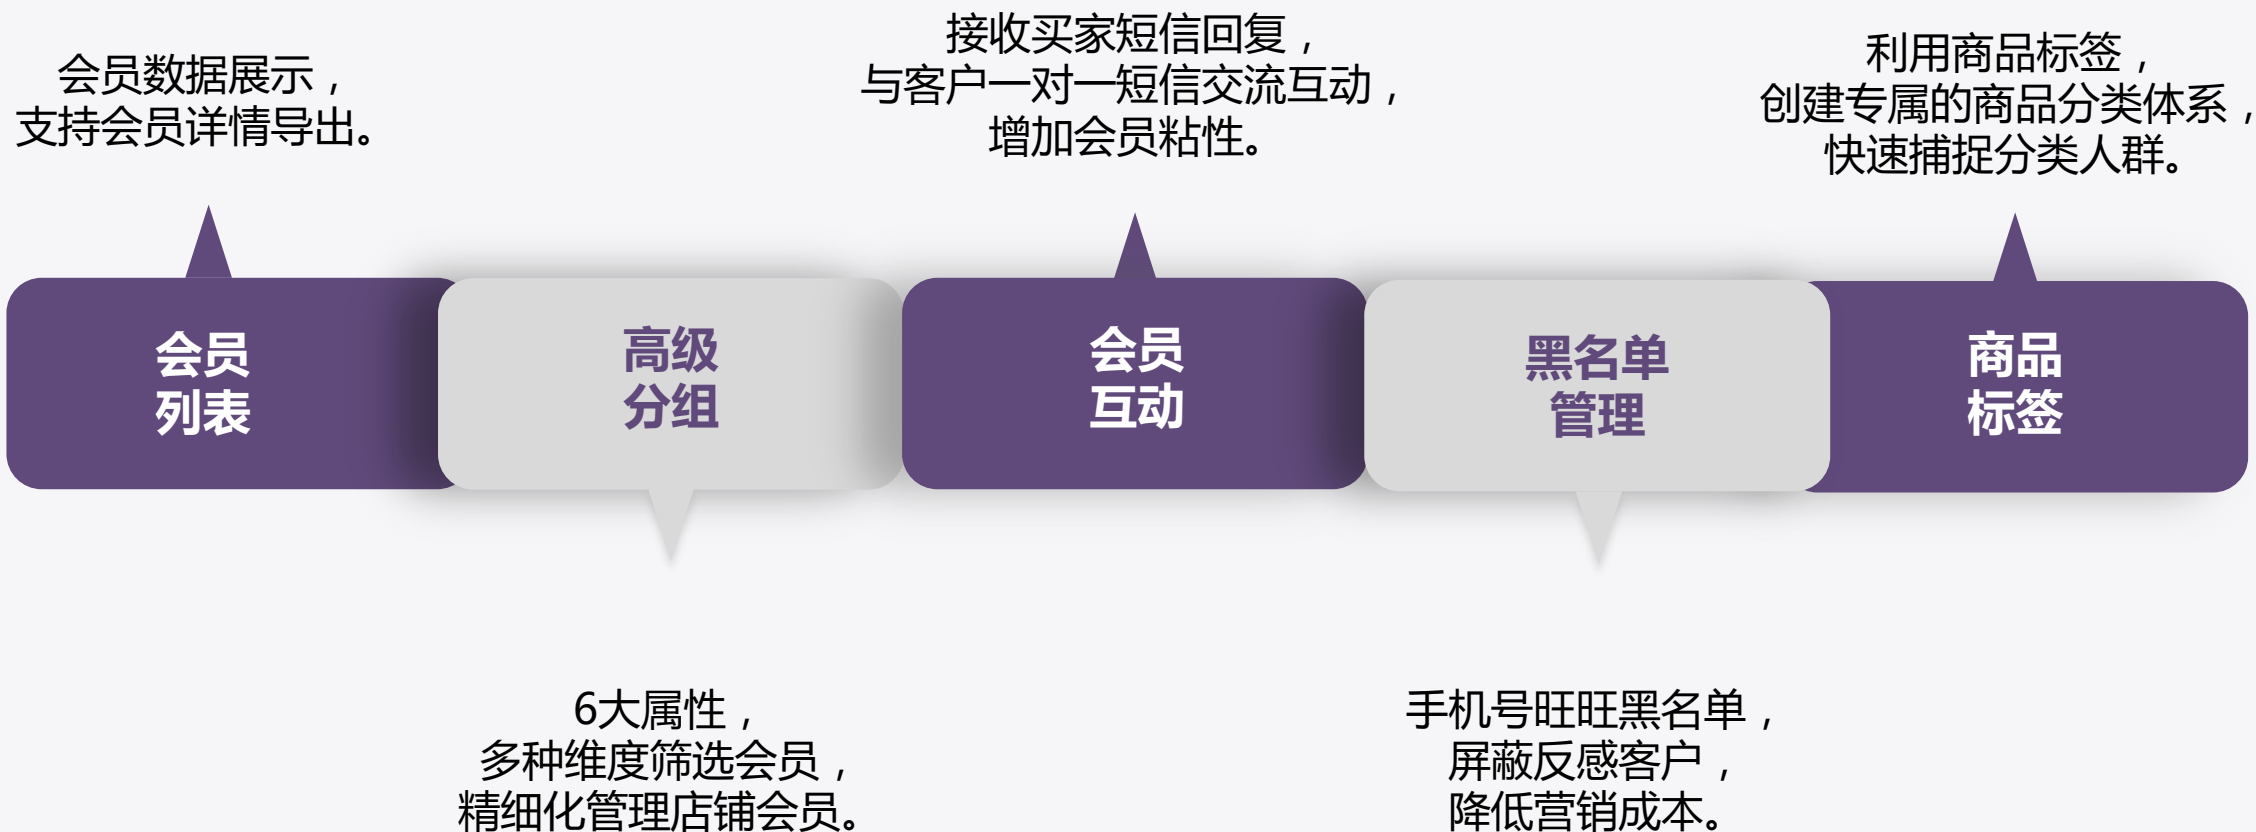 会员数据展示，
支持会员详情导出。
接收买家短信回复，
与客户一对一短信交流互动，
增加会员粘性。
利用商品标签，
创建专属的商品分类体系，
快速捕捉分类人群。
会员
列表
高级
分组
会员
互动
黑名单
管理
商品
标签
6大属性，
多种维度筛选会员，
精细化管理店铺会员。
手机号旺旺黑名单，
屏蔽反感客户，
降低营销成本。